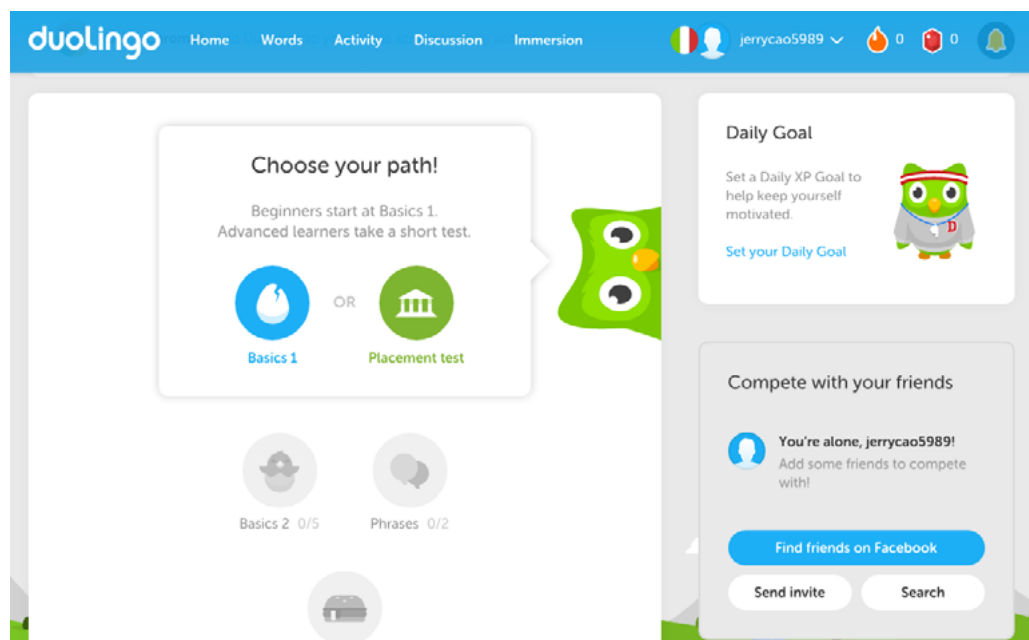 duolingo Home Words Activity Discussion Immersion jerrycao5989 0 0
Choose your path!
Beginners start at Basics 1.
Advanced learners take a short test.
OR
Basics 1 Placement test
Basics 2 0/5 Phrases 0/2
Daily Goal
Set a Daily XP Goal to
help keep yourself
motivated.
D
Set your Daily Goal
Compete with your friends
You're alone, jerrycao5989!
Add some friends to compete
with!
Find friends on Facebook
Send invite Search